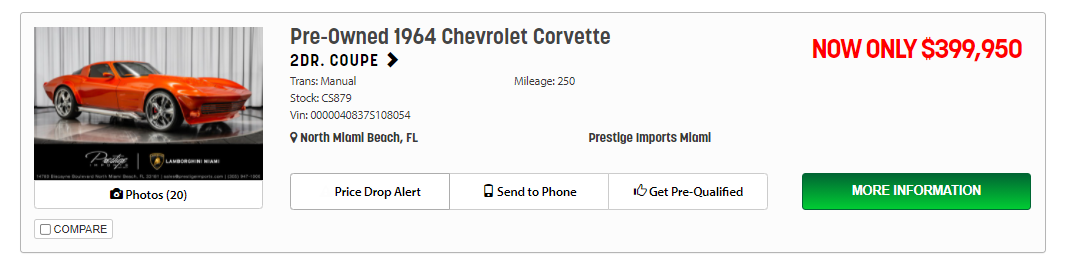 Pre-Owned 1964 Chevrolet Corvette
2DR. COUPE
NOW ONLY $399,950
Trans: Manual
Mileage: 250
Stock: CS879
Vin: 0000040837S108054
North Miami Beach, FL
Prestige Imports Miami
Prestige
IMPORTS
LAMBORGHINI MIAMI
Photos (20)
Price Drop Alert
Send to Phone
Get Pre-Qualified
MORE INFORMATION
COMPARE